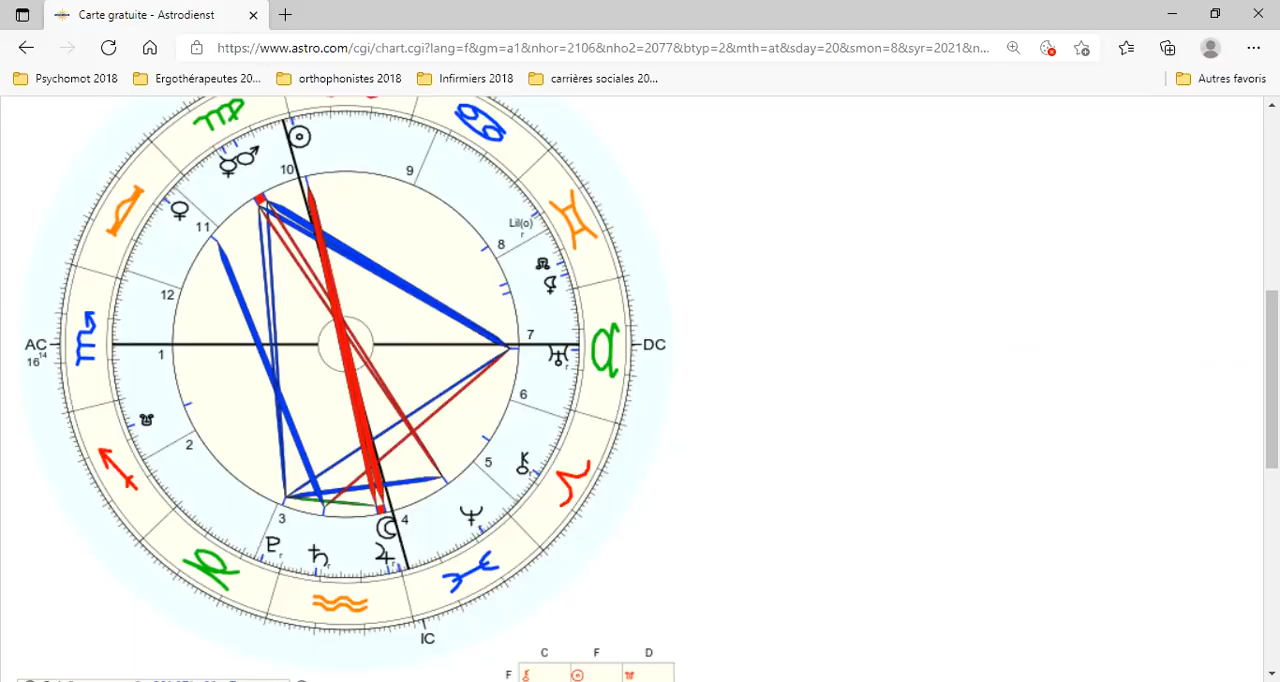 Carte gratuite - Astrodienst
https://www.astro.com/cgi/chart.cgi?lang=f&gm=a1&nhor=2106&nho2=2077&btyp=2&mth=at&sday=20&smon=8&syr=2021&n...
Psychomot 2018 Ergothérapeutes 20... orthophonistes 2018 Infirmiers 2018 carrières sociales 20... Autres favoris
10 9
Lil(o)
r
11 8
12
AC 1 7 DC
16 14 r
6
2
5 r
3 4
r r r r
IC
C F D
F